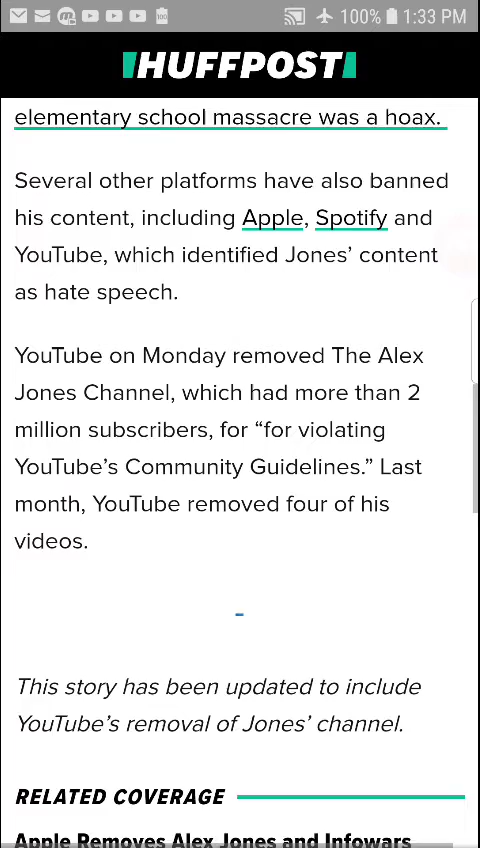 100% 1:33 PM
HUFFPOST
elementary school massacre was a hoax.
Several other platforms have also banned
his content, including Apple, Spotify and
YouTube, which identified Jones’ content
as hate speech.
YouTube on Monday removed The Alex
Jones Channel, which had more than 2
million subscribers, for “for violating
YouTube’s Community Guidelines.” Last
month, YouTube removed four of his
videos.
-
This story has been updated to include
YouTube’s removal of Jones’ channel.
RELATED COVERAGE
Apple Removes Alex Jones and Infowars